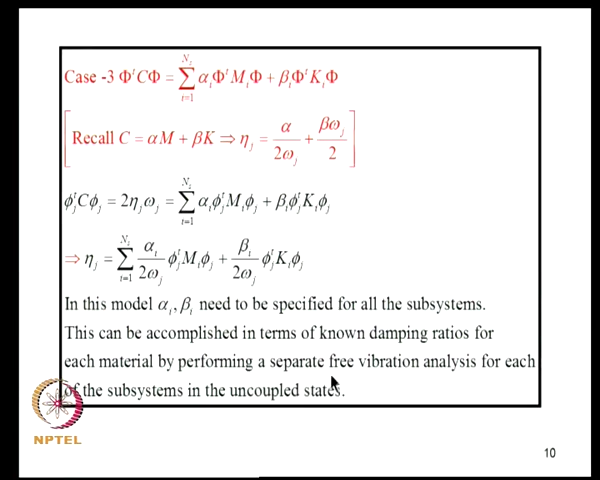 Case -3 Φ^t CΦ = ∑_{i=1}^{N_s} α_i Φ^t M_i Φ + β_i Φ^t K_i Φ
[Recall C = αM + βK ⇒ η_j = α/(2ω_j) + βω_j/2]
ϕ_j^t Cϕ_j = 2η_j ω_j = ∑_{i=1}^{N_s} α_i ϕ_j^t M_i ϕ_j + β_i ϕ_j^t K_i ϕ_j
⇒ η_j = ∑_{i=1}^{N_s} α_i/(2ω_j) ϕ_j^t M_i ϕ_j + β_i/(2ω_j) ϕ_j^t K_i ϕ_j
In this model α_i, β_i need to be specified for all the subsystems.
This can be accomplished in terms of known damping ratios for
each material by performing a separate free vibration analysis for each
of the subsystems in the uncoupled states.
NPTEL
10